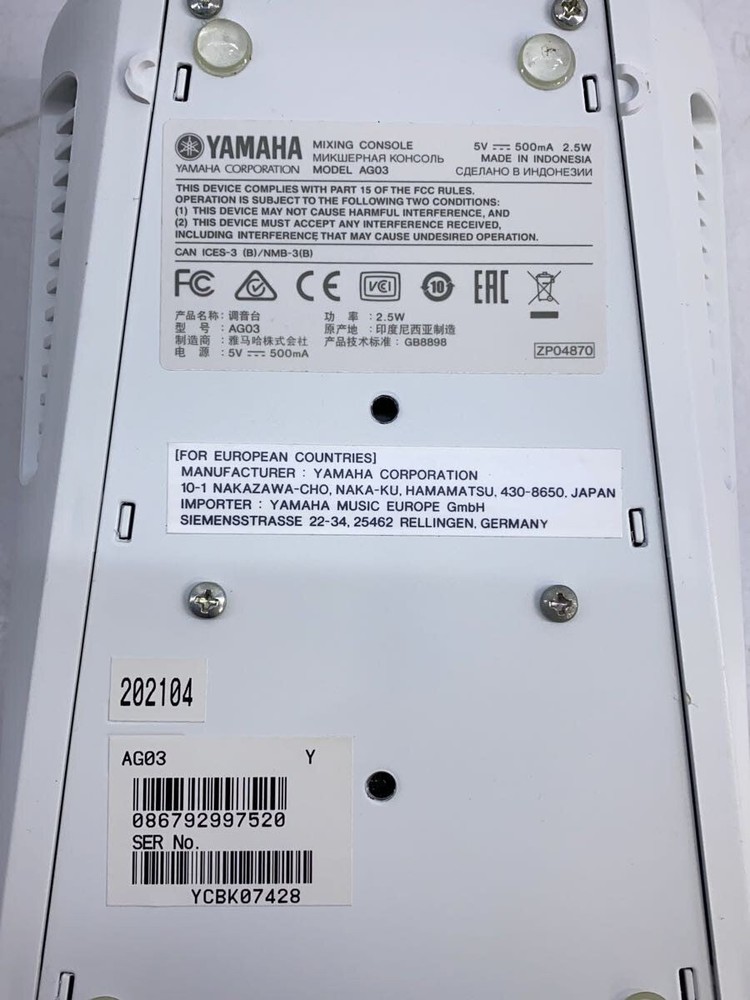 YAMAHA MIXING CONSOLE 5V ⎓ 500mA 2.5W
МИКШЕРНАЯ КОНСОЛЬ MADE IN INDONESIA
YAMAHA CORPORATION MODEL AG03 СДЕЛАНО В ИНДОНЕЗИИ
THIS DEVICE COMPLIES WITH PART 15 OF THE FCC RULES.
OPERATION IS SUBJECT TO THE FOLLOWING TWO CONDITIONS:
(1) THIS DEVICE MAY NOT CAUSE HARMFUL INTERFERENCE, AND
(2) THIS DEVICE MUST ACCEPT ANY INTERFERENCE RECEIVED,
INCLUDING INTERFERENCE THAT MAY CAUSE UNDESIRED OPERATION.
CAN ICES-3 (B)/NMB-3(B)
FC CE VCI 10 EAC
产品名称: 调音台 功 率 : 2.5W
型 号 : AG03 原产地 : 印度尼西亚制造
制造商 : 雅马哈株式会社 产品技术标准 : GB8898
电 源 : 5V ⎓ 500mA
ZP04870
[FOR EUROPEAN COUNTRIES]
MANUFACTURER : YAMAHA CORPORATION
10-1 NAKAZAWA-CHO, NAKA-KU, HAMAMATSU, 430-8650, JAPAN
IMPORTER : YAMAHA MUSIC EUROPE GmbH
SIEMENSSTRASSE 22-34, 25462 RELLINGEN, GERMANY
202104
AG03 Y
086792997520
SER No.
YCBK07428